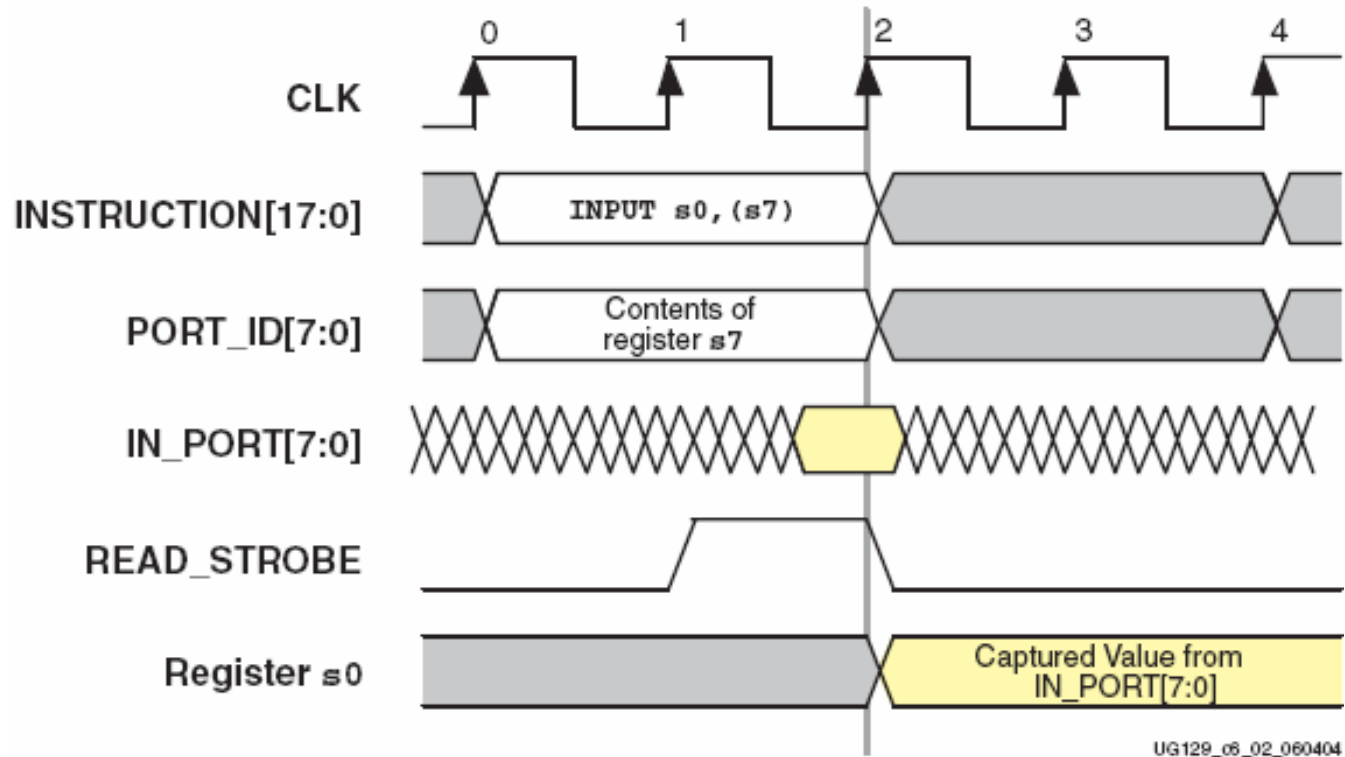 0 1 2 3 4
CLK
INSTRUCTION[17:0]
INPUT s0,(s7)
PORT_ID[7:0]
Contents of
register s7
IN_PORT[7:0]
READ_STROBE
Register s0
Captured Value from
IN_PORT[7:0]
UG129_c6_02_060404